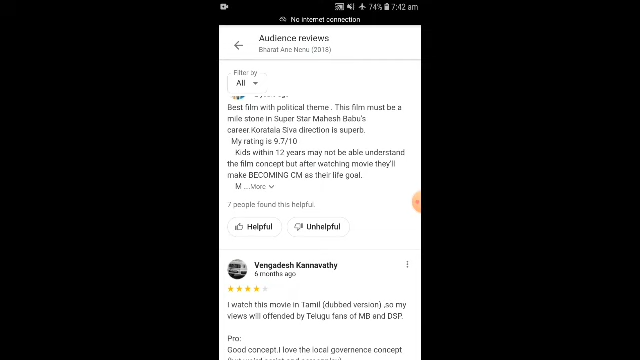 74% 7:42 am
No internet connection
Audience reviews
Bharat Ane Nenu (2018)
Filter by
All
Best film with political theme . This film must be a
mile stone in Super Star Mahesh Babu's
career.Koratala Siva direction is superb.
My rating is 9.7/10
Kids within 12 years may not be able understand
the film concept but after watching movie they'll
make BECOMING CM as their life goal.
M ...More
7 people found this helpful.
Helpful Unhelpful
Vengadesh Kannavathy
6 months ago
I watch this movie in Tamil (dubbed version) ,so my
views will offended by Telugu fans of MB and DSP.
Pro:
Good concept.I love the local governence concept